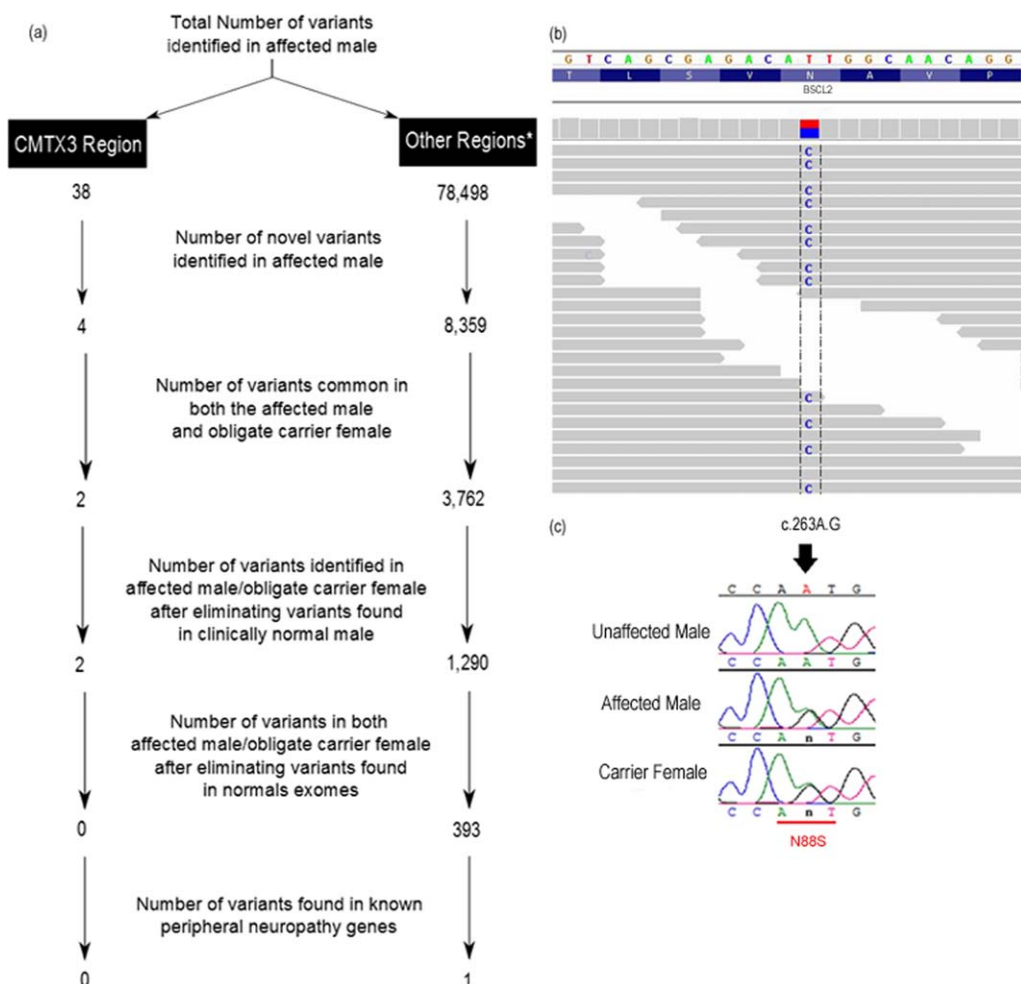 (a)
Total Number of variants
identified in affected male
CMTX3 Region
Other Regions*
38
78,498
Number of novel variants
identified in affected male
4
8,359
Number of variants common in
both the affected male
and obligate carrier female
2
3,762
Number of variants identified in
affected male/obligate carrier female
after eliminating variants found
in clinically normal male
2
1,290
Number of variants in both
affected male/obligate carrier female
after eliminating variants found
in normals exomes
0
393
Number of variants found in known
peripheral neuropathy genes
0
1
(b)
G T C A G C G A G A C A T T G G C A A C A G G
T L S V N A V P
BSCL2
C
C
C
C
C
C
C
C
C
C
C
C
C
C
(c)
c.263A.G
C C A A T G
Unaffected Male
C C A A T G
Affected Male
C C A n T G
Carrier Female
C C A n T G
N88S